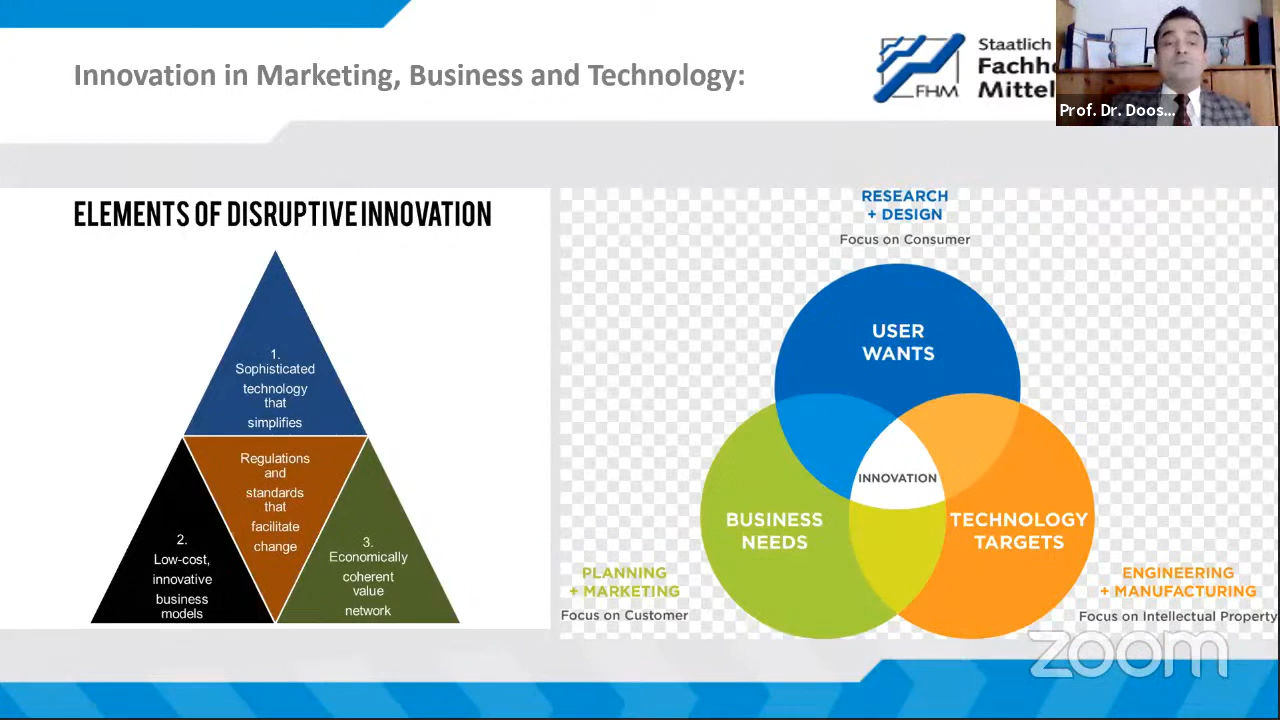 Innovation in Marketing, Business and Technology:
FHM
Staatlich
Prof. Dr. Doos...
ELEMENTS OF DISRUPTIVE INNOVATION
1.
Sophisticated
technology
that
simplifies
Regulations
and
standards
that
facilitate
change
2.
Low-cost,
innovative
business
models
3.
Economically
coherent
value
network
RESEARCH
+ DESIGN
Focus on Consumer
USER
WANTS
INNOVATION
BUSINESS
NEEDS
TECHNOLOGY
TARGETS
PLANNING
+ MARKETING
Focus on Customer
ENGINEERING
+ MANUFACTURING
Focus on Intellectual Property
zoom